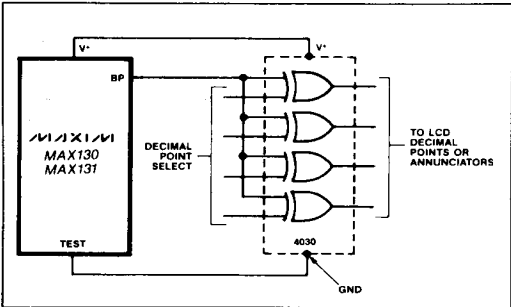 V+
V+
BP
MAXIM
MAX130
MAX131
DECIMAL
POINT
SELECT
TO LCD
DECIMAL
POINTS OR
ANNUNCIATORS
TEST
4030
GND